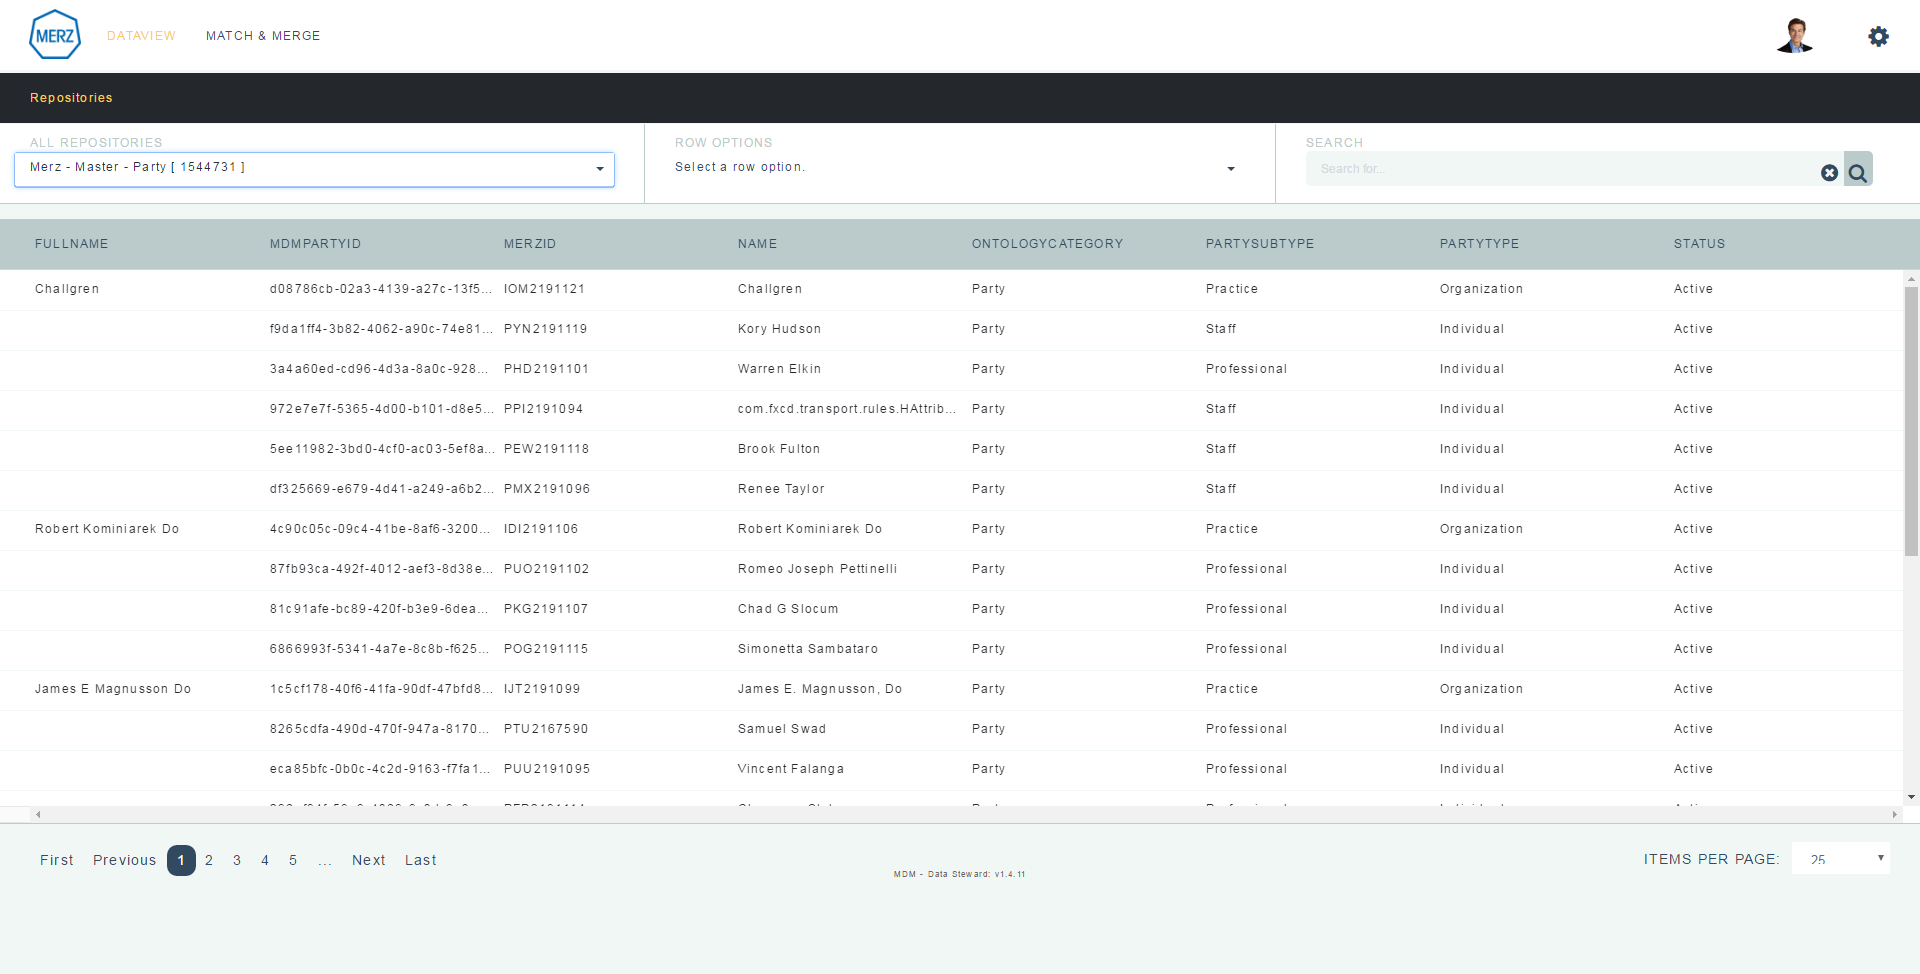 MERZ DATAVIEW MATCH & MERGE
Repositories
ALL REPOSITORIES ROW OPTIONS SEARCH
Merz - Master - Party [ 1544731 ] Select a row option. Search for...
FULLNAME MDMPARTYID MERZID NAME ONTOLOGYCATEGORY PARTYSUBTYPE PARTYTYPE STATUS
Challgren d08786cb-02a3-4139-a27c-13f5... IOM2191121 Challgren Party Practice Organization Active
f9da1ff4-3b82-4062-a90c-74e81... PYN2191119 Kory Hudson Party Staff Individual Active
3a4a60ed-cd96-4d3a-8a0c-928... PHD2191101 Warren Elkin Party Professional Individual Active
972e7e7f-5365-4d00-b101-d8e5... PPI2191094 com.fxcd.transport.rules.HAttrib... Party Staff Individual Active
5ee11982-3bd0-4cf0-ac03-5ef8a... PEW2191118 Brook Fulton Party Staff Individual Active
df325669-e679-4d41-a249-a6b2... PMX2191096 Renee Taylor Party Staff Individual Active
Robert Kominiarek Do 4c90c05c-09c4-41be-8af6-3200... IDI2191106 Robert Kominiarek Do Party Practice Organization Active
87fb93ca-492f-4012-aef3-8d38e... PUO2191102 Romeo Joseph Pettinelli Party Professional Individual Active
81c91afe-bc89-420f-b3e9-6dea... PKG2191107 Chad G Slocum Party Professional Individual Active
6866993f-5341-4a7e-8c8b-f625... POG2191115 Simonetta Sambataro Party Professional Individual Active
James E Magnusson Do 1c5cf178-40f6-41fa-90df-47bfd8... IJT2191099 James E. Magnusson, Do Party Practice Organization Active
8265cdfa-490d-470f-947a-8170... PTU2167590 Samuel Swad Party Professional Individual Active
eca85bfc-0b0c-4c2d-9163-f7fa1... PUU2191095 Vincent Falanga Party Professional Individual Active
Party Professional Individual Active
First Previous 1 2 3 4 5 ... Next Last ITEMS PER PAGE: 25
MDM - Data Steward: v1.4.11